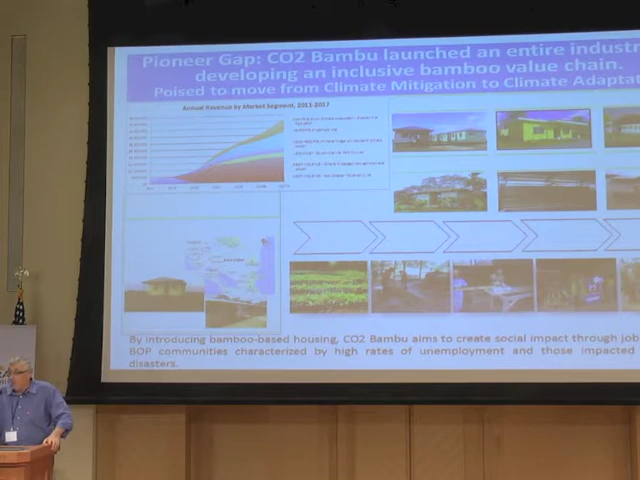 Pioneer Gap: CO2 Bambu launched an entire industr
developing an inclusive bamboo value chain.
Poised to move from Climate Mitigation to Climate Adaptat
Annual Revenue by Market Segment, 2011-2017
By introducing bamboo-based housing, CO2 Bambu aims to create social impact through job
BOP communities characterized by high rates of unemployment and those impacted
disasters.